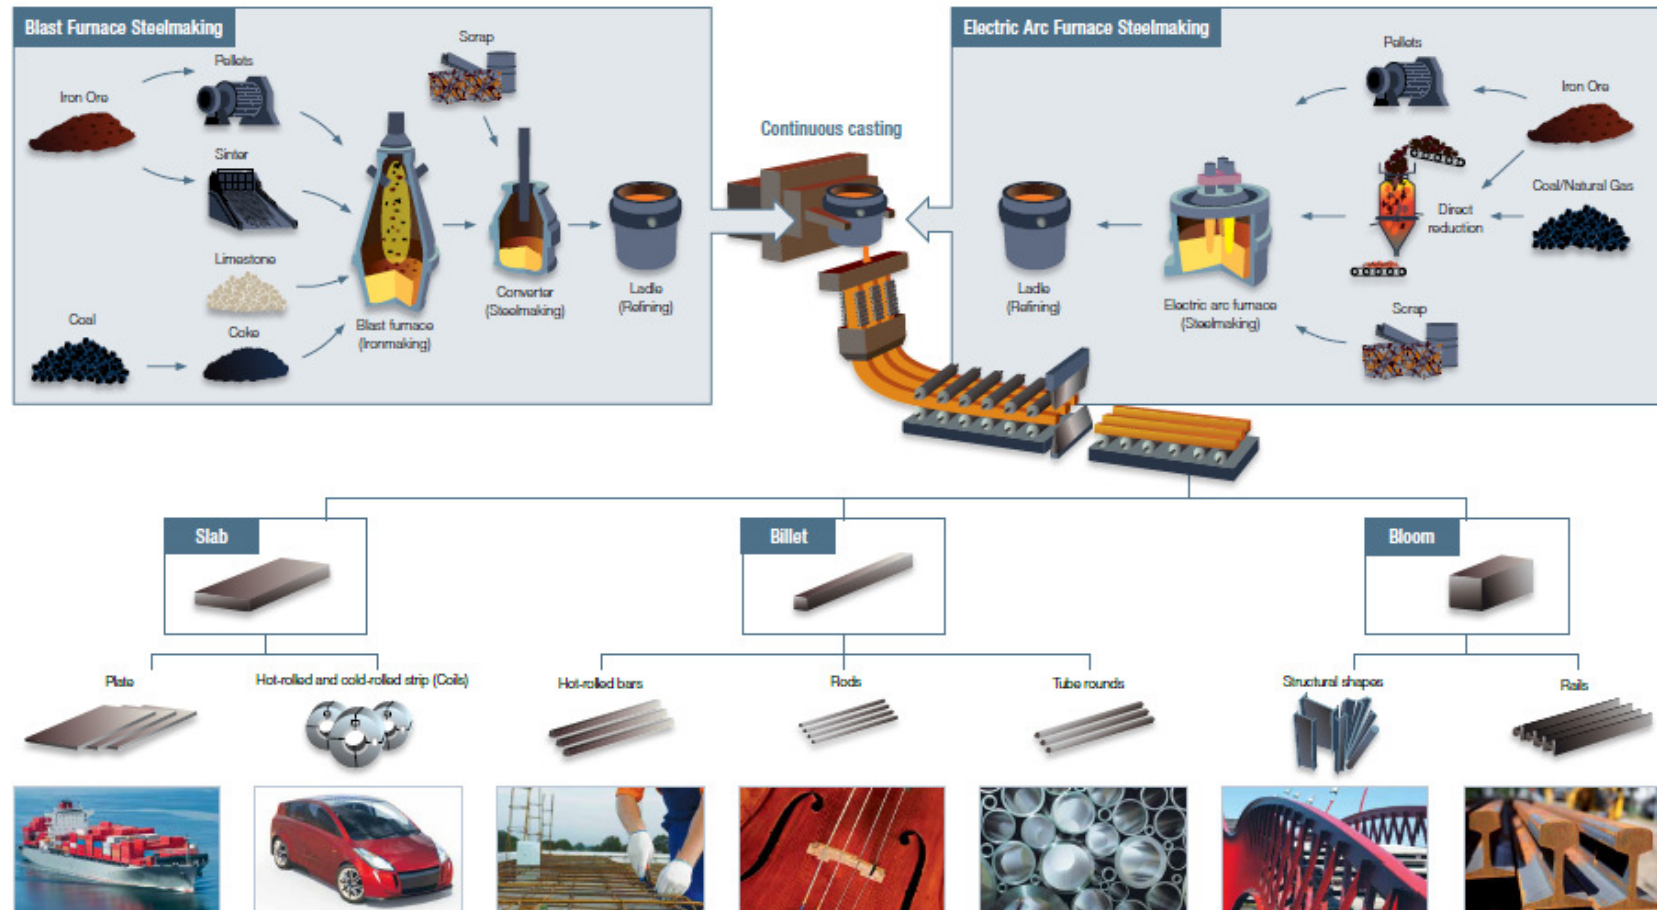 Blast Furnace Steelmaking
Electric Arc Furnace Steelmaking
Scrap
Pellets
Iron Ore
Sinter
Limestone
Coal
Coke
Blast furnace
(Ironmaking)
Converter
(Steelmaking)
Ladle
(Refining)
Continuous casting
Pellets
Iron Ore
Coal/Natural Gas
Direct
reduction
Ladle
(Refining)
Electric arc furnace
(Steelmaking)
Scrap
Slab
Billet
Bloom
Plate
Hot-rolled and cold-rolled strip (Coils)
Hot-rolled bars
Rods
Tube rounds
Structural shapes
Rails